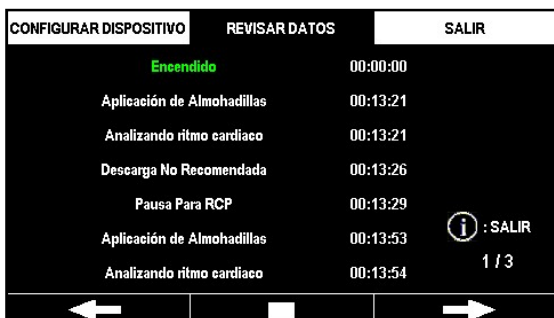 CONFIGURAR DISPOSITIVO REVISAR DATOS SALIR
Encendido 00:00:00
Aplicación de Almohadillas 00:13:21
Analizando ritmo cardiaco 00:13:21
Descarga No Recomendada 00:13:26
Pausa Para RCP 00:13:29
Aplicación de Almohadillas 00:13:53
Analizando ritmo cardiaco 00:13:54
i : SALIR
1 / 3